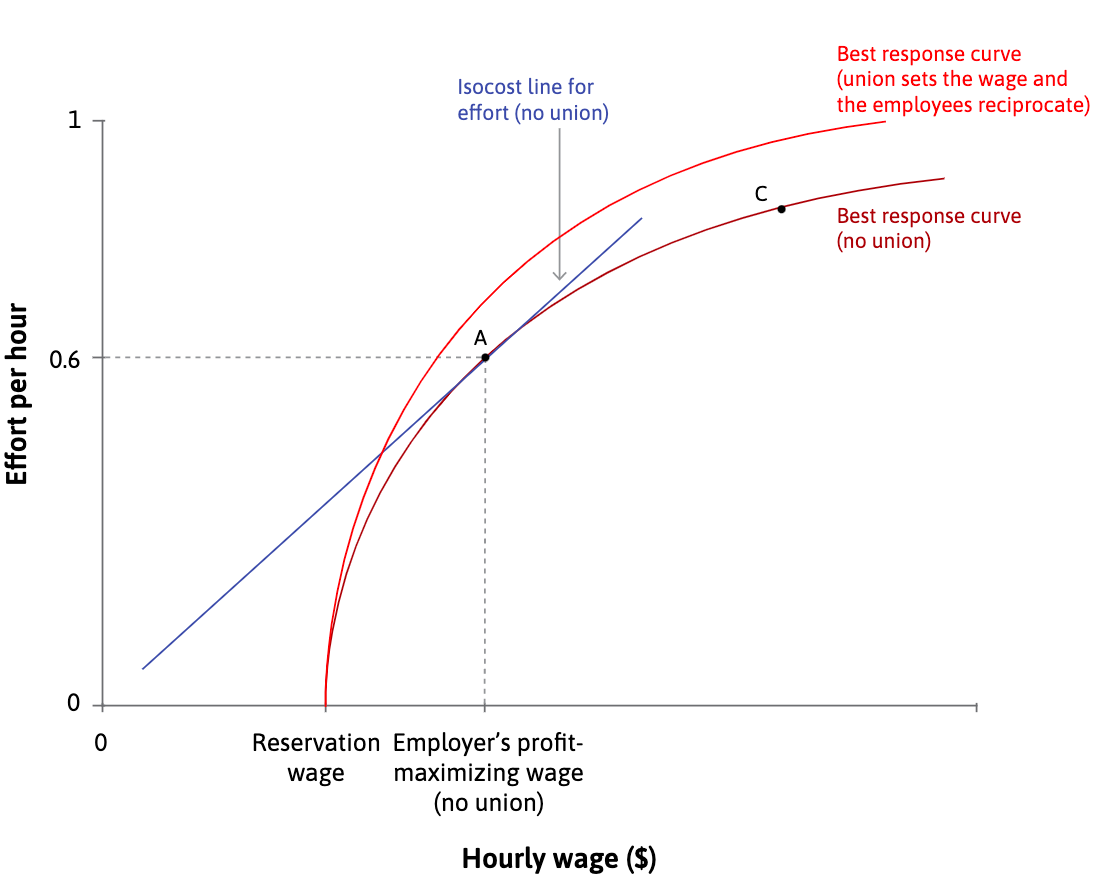 Best response curve
(union sets the wage and
the employees reciprocate)
Isocost line for
effort (no union)
1
C
Best response curve
(no union)
A
0.6
Effort per hour
0
0
Reservation
wage
Employer’s profit-
maximizing wage
(no union)
Hourly wage ($)